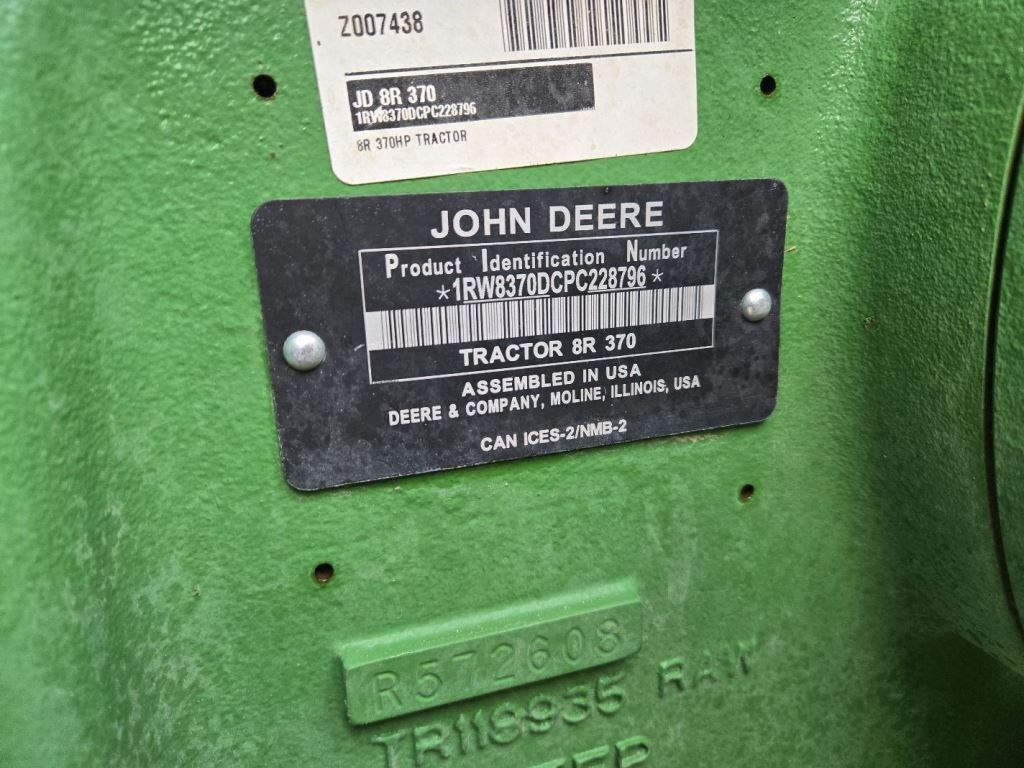 Z007438
JD 8R 370
1RW8370DCPC228796
8R 370HP TRACTOR
JOHN DEERE
Product Identification Number
*1RW8370DCPC228796*
TRACTOR 8R 370
ASSEMBLED IN USA
DEERE & COMPANY, MOLINE, ILLINOIS, USA
CAN ICES-2/NMB-2
R572608
TR118935 RAW